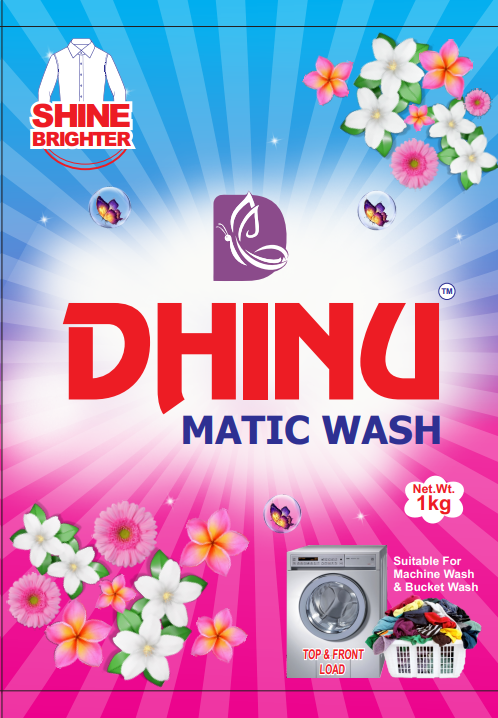 SHINE
BRIGHTER
TM
DHINU
MATIC WASH
Net.Wt.
1kg
Suitable For
Machine Wash
& Bucket Wash
TOP & FRONT
LOAD